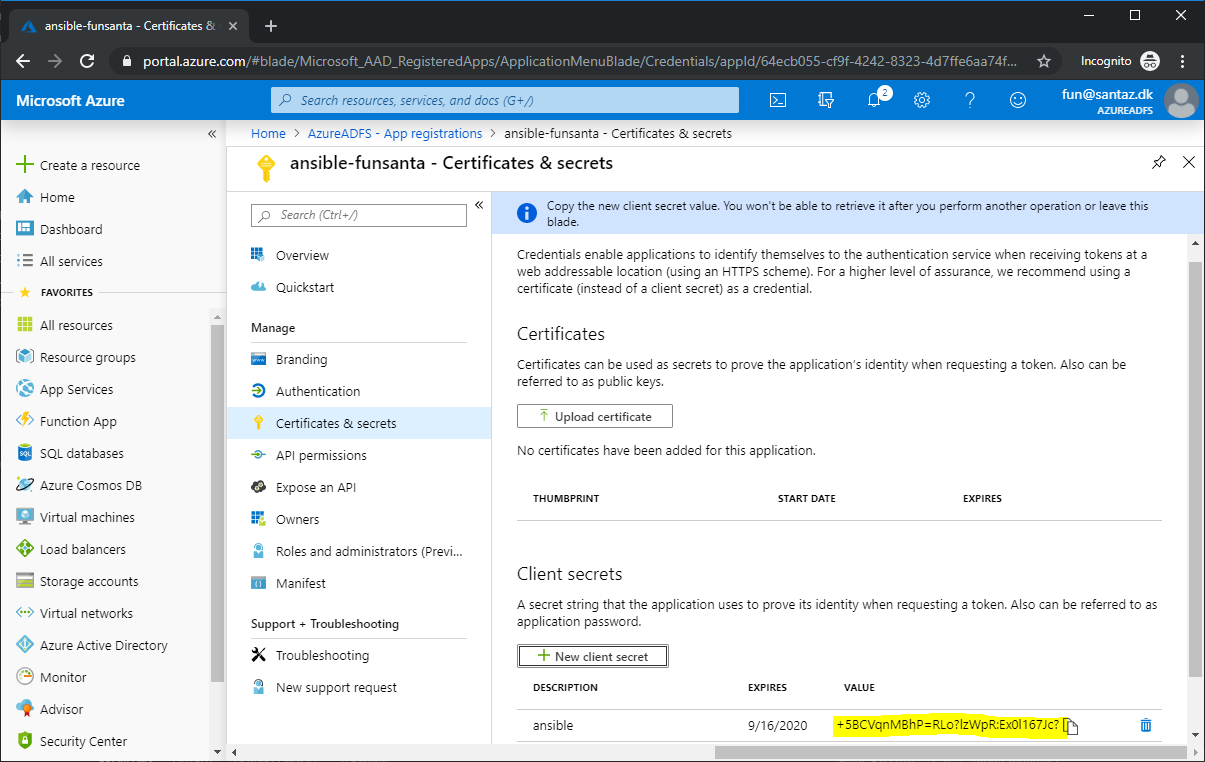 ansible-funsanta - Certificates &
portal.azure.com/#blade/Microsoft_AAD_RegisteredApps/ApplicationMenuBlade/Credentials/appId/64ecb055-cf9f-4242-8323-4d7ffe6aa74f...
Incognito
Microsoft Azure
Search resources, services, and docs (G+/)
2
fun@santaz.dk
AZUREADFS
Home > AzureADFS - App registrations > ansible-funsanta - Certificates & secrets
ansible-funsanta - Certificates & secrets
Create a resource
Home
Dashboard
All services
FAVORITES
All resources
Resource groups
App Services
Function App
SQL databases
Azure Cosmos DB
Virtual machines
Load balancers
Storage accounts
Virtual networks
Azure Active Directory
Monitor
Advisor
Security Center
Search (Ctrl+/)
Overview
Quickstart
Manage
Branding
Authentication
Certificates & secrets
API permissions
Expose an API
Owners
Roles and administrators (Previ...
Manifest
Support + Troubleshooting
Troubleshooting
New support request
Copy the new client secret value. You won't be able to retrieve it after you perform another operation or leave this
blade.
Credentials enable applications to identify themselves to the authentication service when receiving tokens at a
web addressable location (using an HTTPS scheme). For a higher level of assurance, we recommend using a
certificate (instead of a client secret) as a credential.
Certificates
Certificates can be used as secrets to prove the application's identity when requesting a token. Also can be
referred to as public keys.
Upload certificate
No certificates have been added for this application.
THUMBPRINT START DATE EXPIRES
Client secrets
A secret string that the application uses to prove its identity when requesting a token. Also can be referred to as
application password.
New client secret
DESCRIPTION EXPIRES VALUE
ansible 9/16/2020 +5BCVqnMBhP=RLo?lzWpR:Ex0l167Jc?